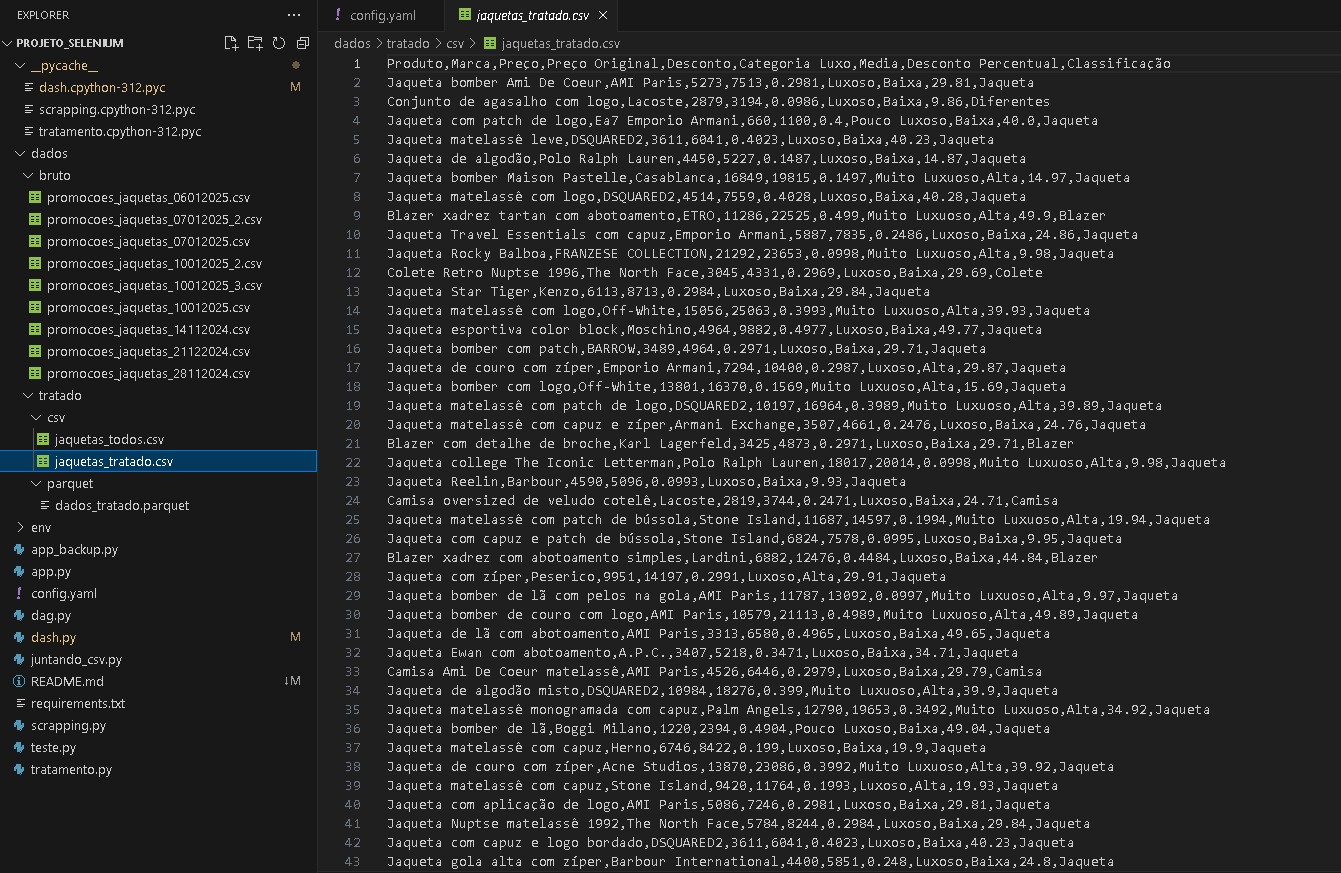 EXPLORER
PROJETO_SELENIUM
__pycache__
dash.cpython-312.pyc M
scrapping.cpython-312.pyc
tratamento.cpython-312.pyc
dados
bruto
promocoes_jaquetas_06012025.csv
promocoes_jaquetas_07012025_2.csv
promocoes_jaquetas_07012025.csv
promocoes_jaquetas_10012025_2.csv
promocoes_jaquetas_10012025_3.csv
promocoes_jaquetas_10012025.csv
promocoes_jaquetas_14112024.csv
promocoes_jaquetas_21122024.csv
promocoes_jaquetas_28112024.csv
tratado
csv
jaquetas_todos.csv
jaquetas_tratado.csv
parquet
dados_tratado.parquet
env
app_backup.py
app.py
config.yaml
dag.py
dash.py M
juntando_csv.py
README.md ↓M
requirements.txt
scrapping.py
teste.py
tratamento.py
config.yaml jaquetas_tratado.csv
dados > tratado > csv > jaquetas_tratado.csv
1 Produto,Marca,Preço,Preço Original,Desconto,Categoria Luxo,Media,Desconto Percentual,Classificação
2 Jaqueta bomber Ami De Coeur,AMI Paris,5273,7513,0.2981,Luxoso,Baixa,29.81,Jaqueta
3 Conjunto de agasalho com logo,Lacoste,2879,3194,0.0986,Luxoso,Baixa,9.86,Diferentes
4 Jaqueta com patch de logo,Ea7 Emporio Armani,660,1100,0.4,Pouco Luxuoso,Baixa,40.0,Jaqueta
5 Jaqueta matelassê leve,DSQUARED2,3611,6041,0.4023,Luxoso,Baixa,40.23,Jaqueta
6 Jaqueta de algodão,Polo Ralph Lauren,4450,5227,0.1487,Luxoso,Baixa,14.87,Jaqueta
7 Jaqueta bomber Maison Pastelle,Casablanca,16849,19815,0.1497,Muito Luxuoso,Alta,14.97,Jaqueta
8 Jaqueta matelassê com logo,DSQUARED2,4514,7559,0.4028,Luxoso,Baixa,40.28,Jaqueta
9 Blazer xadrez tartan com abotoamento,ETRO,11286,22525,0.499,Muito Luxuoso,Alta,49.9,Blazer
10 Jaqueta Travel Essentials com capuz,Emporio Armani,5887,7835,0.2486,Luxoso,Baixa,24.86,Jaqueta
11 Jaqueta Rocky Balboa,FRANZESE COLLECTION,21292,23653,0.0998,Muito Luxuoso,Alta,9.98,Jaqueta
12 Colete Retro Nuptse 1996,The North Face,3045,4331,0.2969,Luxoso,Baixa,29.69,Colete
13 Jaqueta Star Tiger,Kenzo,6113,8713,0.2984,Luxoso,Baixa,29.84,Jaqueta
14 Jaqueta matelassê com logo,Off-White,15056,25063,0.3993,Muito Luxuoso,Alta,39.93,Jaqueta
15 Jaqueta esportiva color block,Moschino,4964,9882,0.4977,Luxoso,Baixa,49.77,Jaqueta
16 Jaqueta bomber com patch,BARROW,3489,4964,0.2971,Luxoso,Baixa,29.71,Jaqueta
17 Jaqueta de couro com zíper,Emporio Armani,7294,10400,0.2987,Luxoso,Alta,29.87,Jaqueta
18 Jaqueta bomber com logo,Off-White,13801,16370,0.1569,Muito Luxuoso,Alta,15.69,Jaqueta
19 Jaqueta matelassê com patch de logo,DSQUARED2,10197,16964,0.3989,Muito Luxuoso,Alta,39.89,Jaqueta
20 Jaqueta matelassê com capuz e zíper,Armani Exchange,3507,4661,0.2476,Luxoso,Baixa,24.76,Jaqueta
21 Blazer com detalhe de broche,Karl Lagerfeld,3425,4873,0.2971,Luxoso,Baixa,29.71,Blazer
22 Jaqueta college The Iconic Letterman,Polo Ralph Lauren,18017,20014,0.0998,Muito Luxuoso,Alta,9.98,Jaqueta
23 Jaqueta Reelin,Barbour,4590,5096,0.0993,Luxoso,Baixa,9.93,Jaqueta
24 Camisa oversized de veludo cotelê,Lacoste,2819,3744,0.2471,Luxoso,Baixa,24.71,Camisa
25 Jaqueta matelassê com patch de bússola,Stone Island,11687,14597,0.1994,Muito Luxuoso,Alta,19.94,Jaqueta
26 Jaqueta com capuz e patch de bússola,Stone Island,6824,7578,0.0995,Luxoso,Baixa,9.95,Jaqueta
27 Blazer xadrez com abotoamento simples,Lardini,6882,12476,0.4484,Luxoso,Baixa,44.84,Blazer
28 Jaqueta com zíper,Peserico,9951,14197,0.2991,Luxoso,Alta,29.91,Jaqueta
29 Jaqueta bomber de lã com pelos na gola,AMI Paris,11787,13092,0.0997,Muito Luxuoso,Alta,9.97,Jaqueta
30 Jaqueta bomber de couro com logo,AMI Paris,10579,21113,0.4989,Muito Luxuoso,Alta,49.89,Jaqueta
31 Jaqueta de lã com abotoamento,AMI Paris,3313,6580,0.4965,Luxoso,Baixa,49.65,Jaqueta
32 Jaqueta Ewan com abotoamento,A.P.C.,3407,5218,0.3471,Luxoso,Baixa,34.71,Jaqueta
33 Camisa Ami De Coeur matelassê,AMI Paris,4526,6446,0.2979,Luxoso,Baixa,29.79,Camisa
34 Jaqueta de algodão misto,DSQUARED2,10984,18276,0.399,Muito Luxuoso,Alta,39.9,Jaqueta
35 Jaqueta matelassê monogramada com capuz,Palm Angels,12790,19653,0.3492,Muito Luxuoso,Alta,34.92,Jaqueta
36 Jaqueta bomber de lã,Boggi Milano,1220,2394,0.4904,Pouco Luxuoso,Baixa,49.04,Jaqueta
37 Jaqueta matelassê com capuz,Herno,6746,8422,0.199,Luxoso,Baixa,19.9,Jaqueta
38 Jaqueta de couro com zíper,Acne Studios,13870,23086,0.3992,Muito Luxuoso,Alta,39.92,Jaqueta
39 Jaqueta matelassê com capuz,Stone Island,9420,11764,0.1993,Luxoso,Alta,19.93,Jaqueta
40 Jaqueta com aplicação de logo,AMI Paris,5086,7246,0.2981,Luxoso,Baixa,29.81,Jaqueta
41 Jaqueta Nuptse matelassê 1992,The North Face,5784,8244,0.2984,Luxoso,Baixa,29.84,Jaqueta
42 Jaqueta com capuz e logo bordado,DSQUARED2,3611,6041,0.4023,Luxoso,Baixa,40.23,Jaqueta
43 Jaqueta gola alta com zíper,Barbour International,4400,5851,0.248,Luxoso,Baixa,24.8,Jaqueta